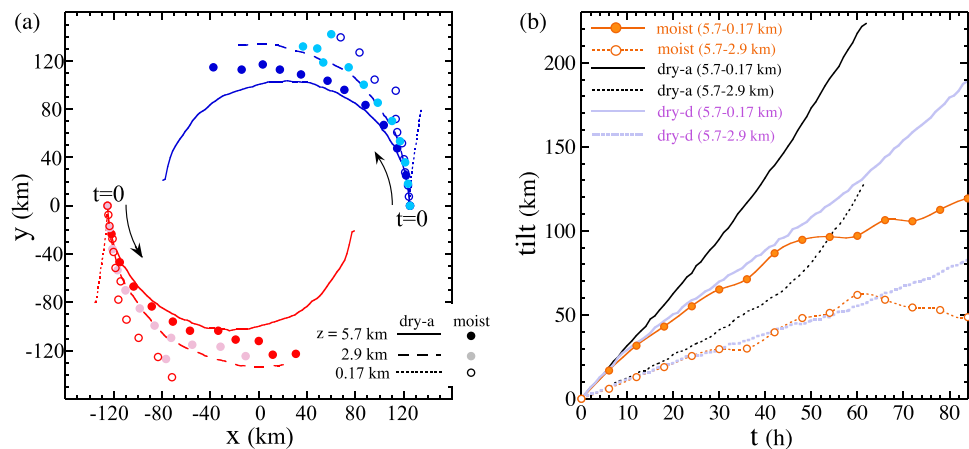 (a)
120
80
40
0
-40
-80
-120
y (km)
t=0
t=0
dry-a moist
z = 5.7 km
2.9 km
0.17 km
-120 -80 -40 0 40 80 120
x (km)
(b)
moist (5.7-0.17 km)
moist (5.7-2.9 km)
dry-a (5.7-0.17 km)
dry-a (5.7-2.9 km)
dry-d (5.7-0.17 km)
dry-d (5.7-2.9 km)
200
150
100
50
0
tilt (km)
0 10 20 30 40 50 60 70 80
t (h)